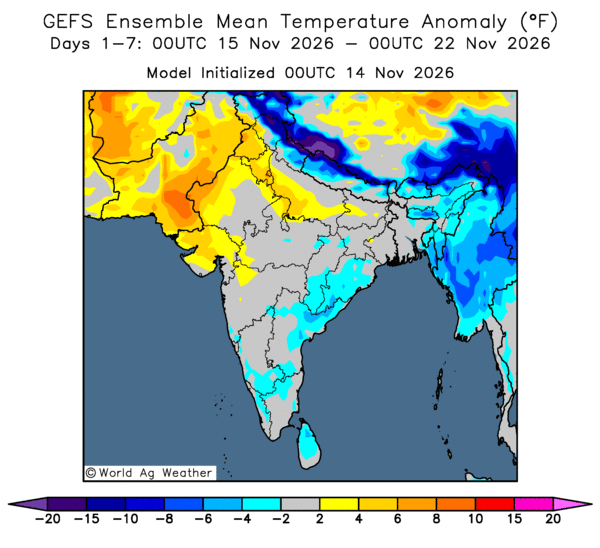 GEFS Ensemble Mean Temperature Anomaly (°F)
Days 1-7: 00UTC 15 Nov 2026 - 00UTC 22 Nov 2026
Model Initialized 00UTC 14 Nov 2026
© World Ag Weather
-20 -15 -10 -8 -6 -4 -2 2 4 6 8 10 15 20